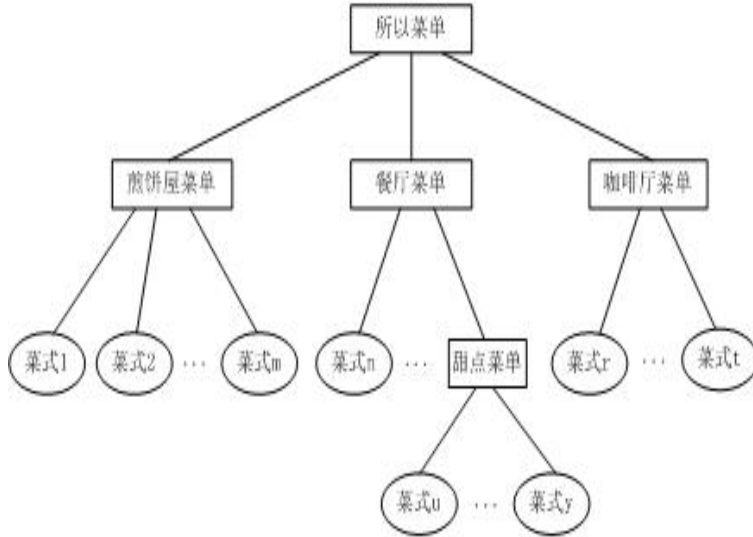 所以菜单
煎饼屋菜单 餐厅菜单 咖啡厅菜单
菜式1 菜式2 ... 菜式m 菜式n ... 甜点菜单 菜式r ... 菜式t
菜式u ... 菜式y